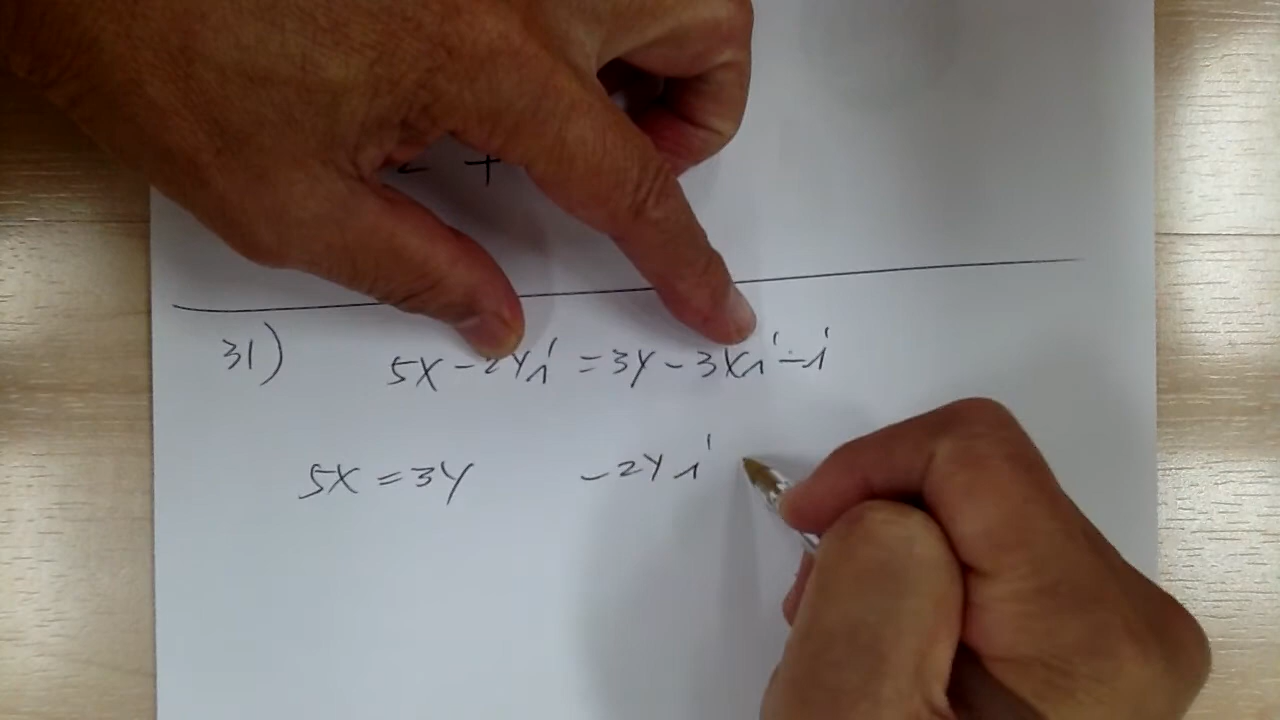 +
31) 5x - 2yi = 3y - 3xi - i
5x = 3y -2yi